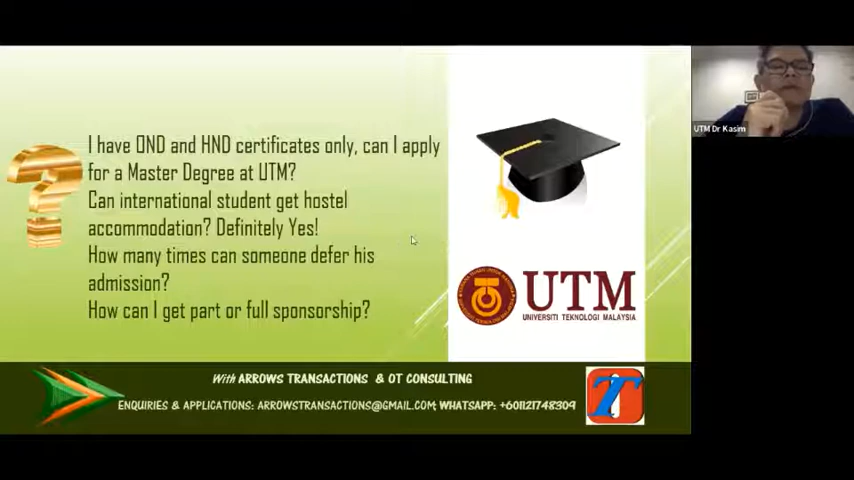 I have OND and HND certificates only, can I apply
for a Master Degree at UTM?
Can international student get hostel
accommodation? Definitely Yes!
How many times can someone defer his
admission?
How can I get part or full sponsorship?
UTM
UNIVERSITI TEKNOLOGI MALAYSIA
With ARROWS TRANSACTIONS & OT CONSULTING
ENQUIRIES & APPLICATIONS: ARROWSTRANSACTIONS@GMAIL.COM; WHATSAPP: +601121748309
UTM Dr Kasim